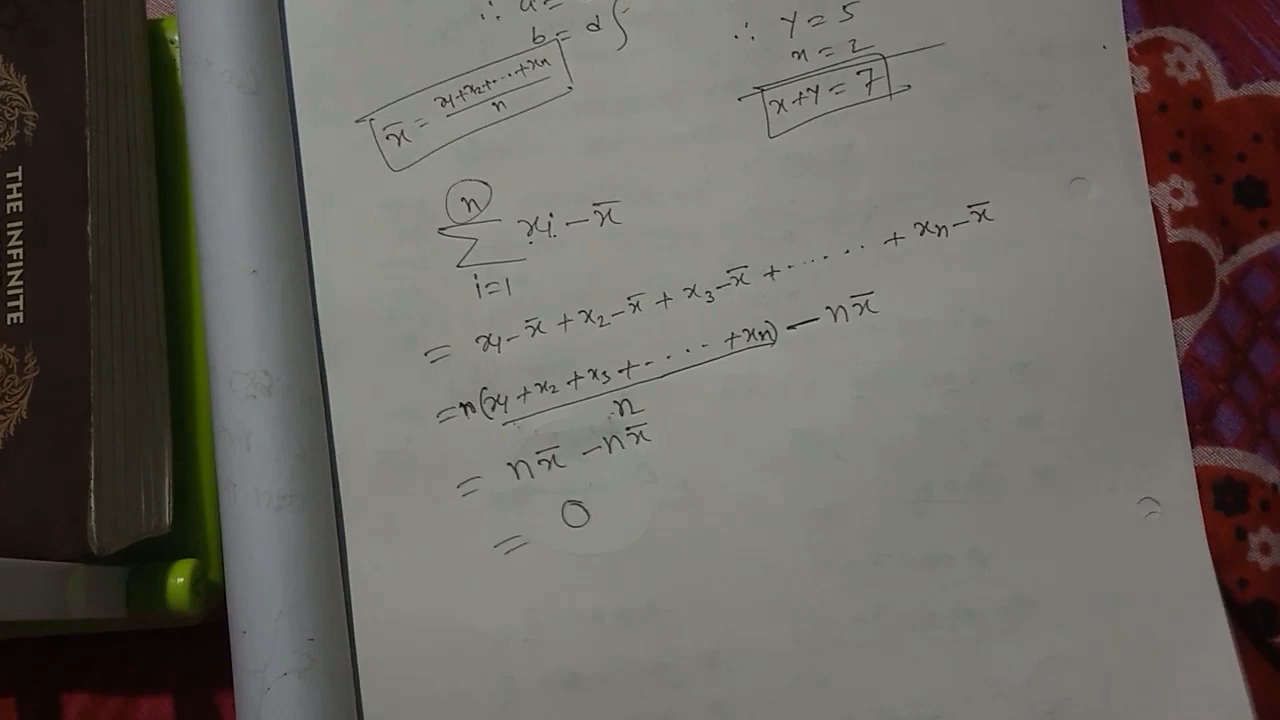 ∴ a =
b = d }
x̄ = (x₁+x₂+...+xₙ)/n
∴ y = 5
x = 2
x+y = 7
n
∑ xi − x̄
i=1
= x₁−x̄ + x₂−x̄ + x₃−x̄ + ...... + xₙ−x̄
= n(x₁+x₂+x₃+.....+xₙ)/n − nx̄
= nx̄ − nx̄
= 0
THE INFINITE